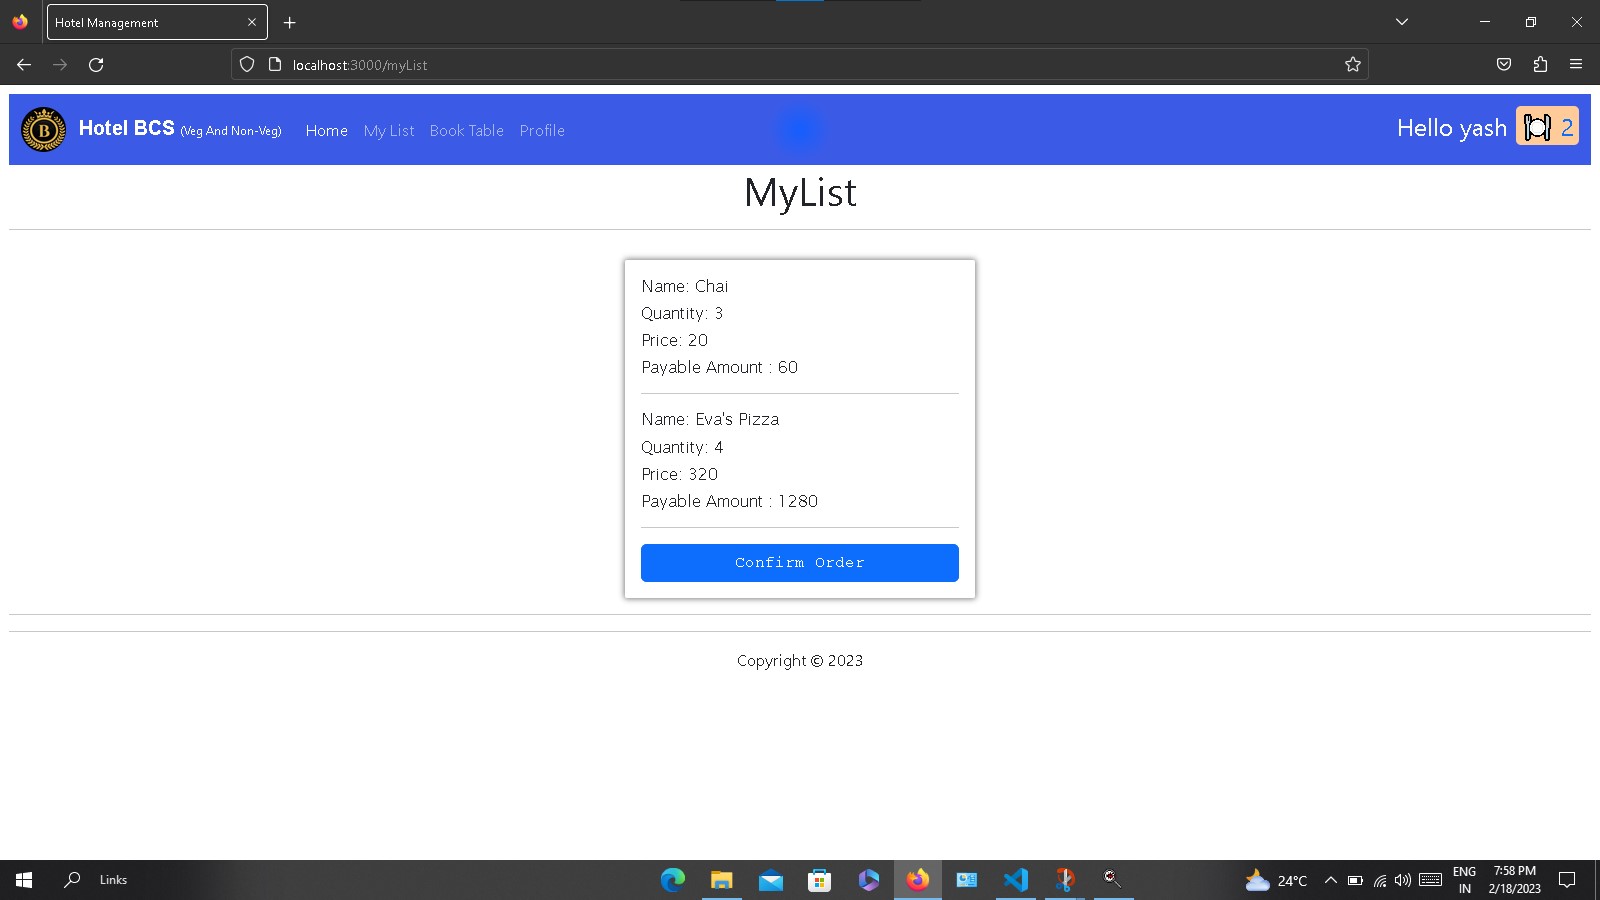 Hotel Management
localhost:3000/myList
B
Hotel BCS (Veg And Non-Veg) Home My List Book Table Profile Hello yash 2
MyList
Name: Chai
Quantity: 3
Price: 20
Payable Amount : 60
Name: Eva's Pizza
Quantity: 4
Price: 320
Payable Amount : 1280
Confirm Order
Copyright © 2023
Links
24°C
ENG
IN
7:58 PM
2/18/2023